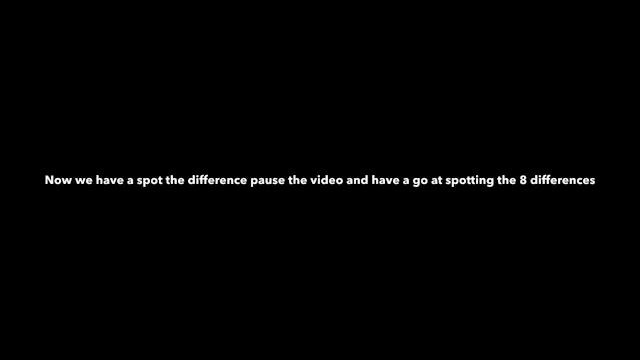 Now we have a spot the difference pause the video and have a go at spotting the 8 differences